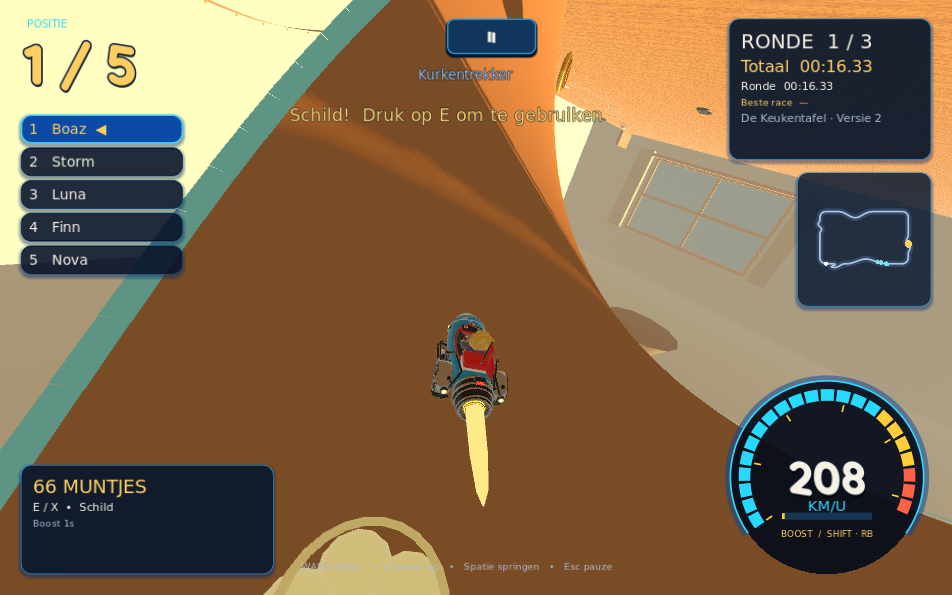 POSITIE
1 / 5
1 Boaz ◀
2 Storm
3 Luna
4 Finn
5 Nova
Kurkentrekker
Schild! Druk op E om te gebruiken.
RONDE 1 / 3
Totaal 00:16.33
Ronde 00:16.33
Beste race —
De Keukentafel · Versie 2
66 MUNTJES
E / X • Schild
Boost 1s
• Spatie springen • Esc pauze
208
KM/U
BOOST / SHIFT · RB